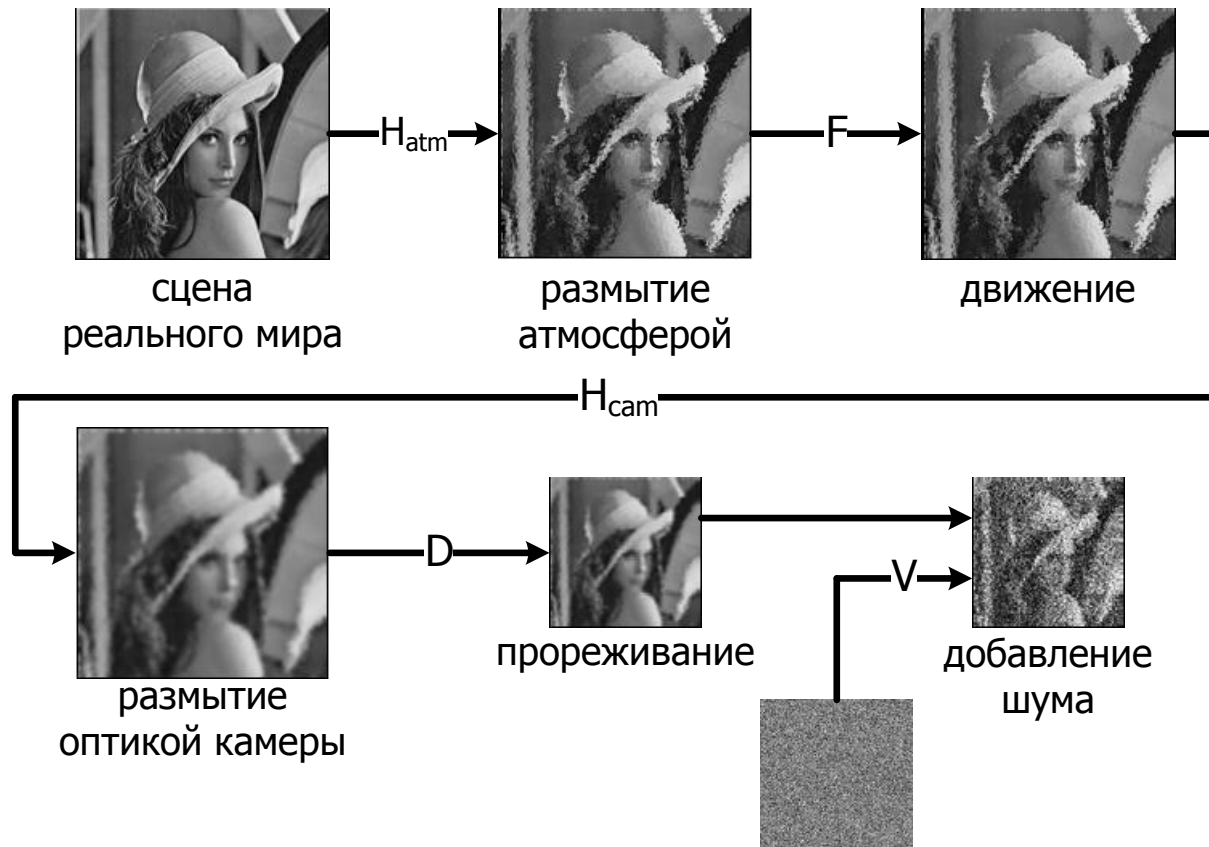 H_atm
F
сцена
реального мира
размытие
атмосферой
движение
H_cam
D
V
размытие
оптикой камеры
прореживание
добавление
шума